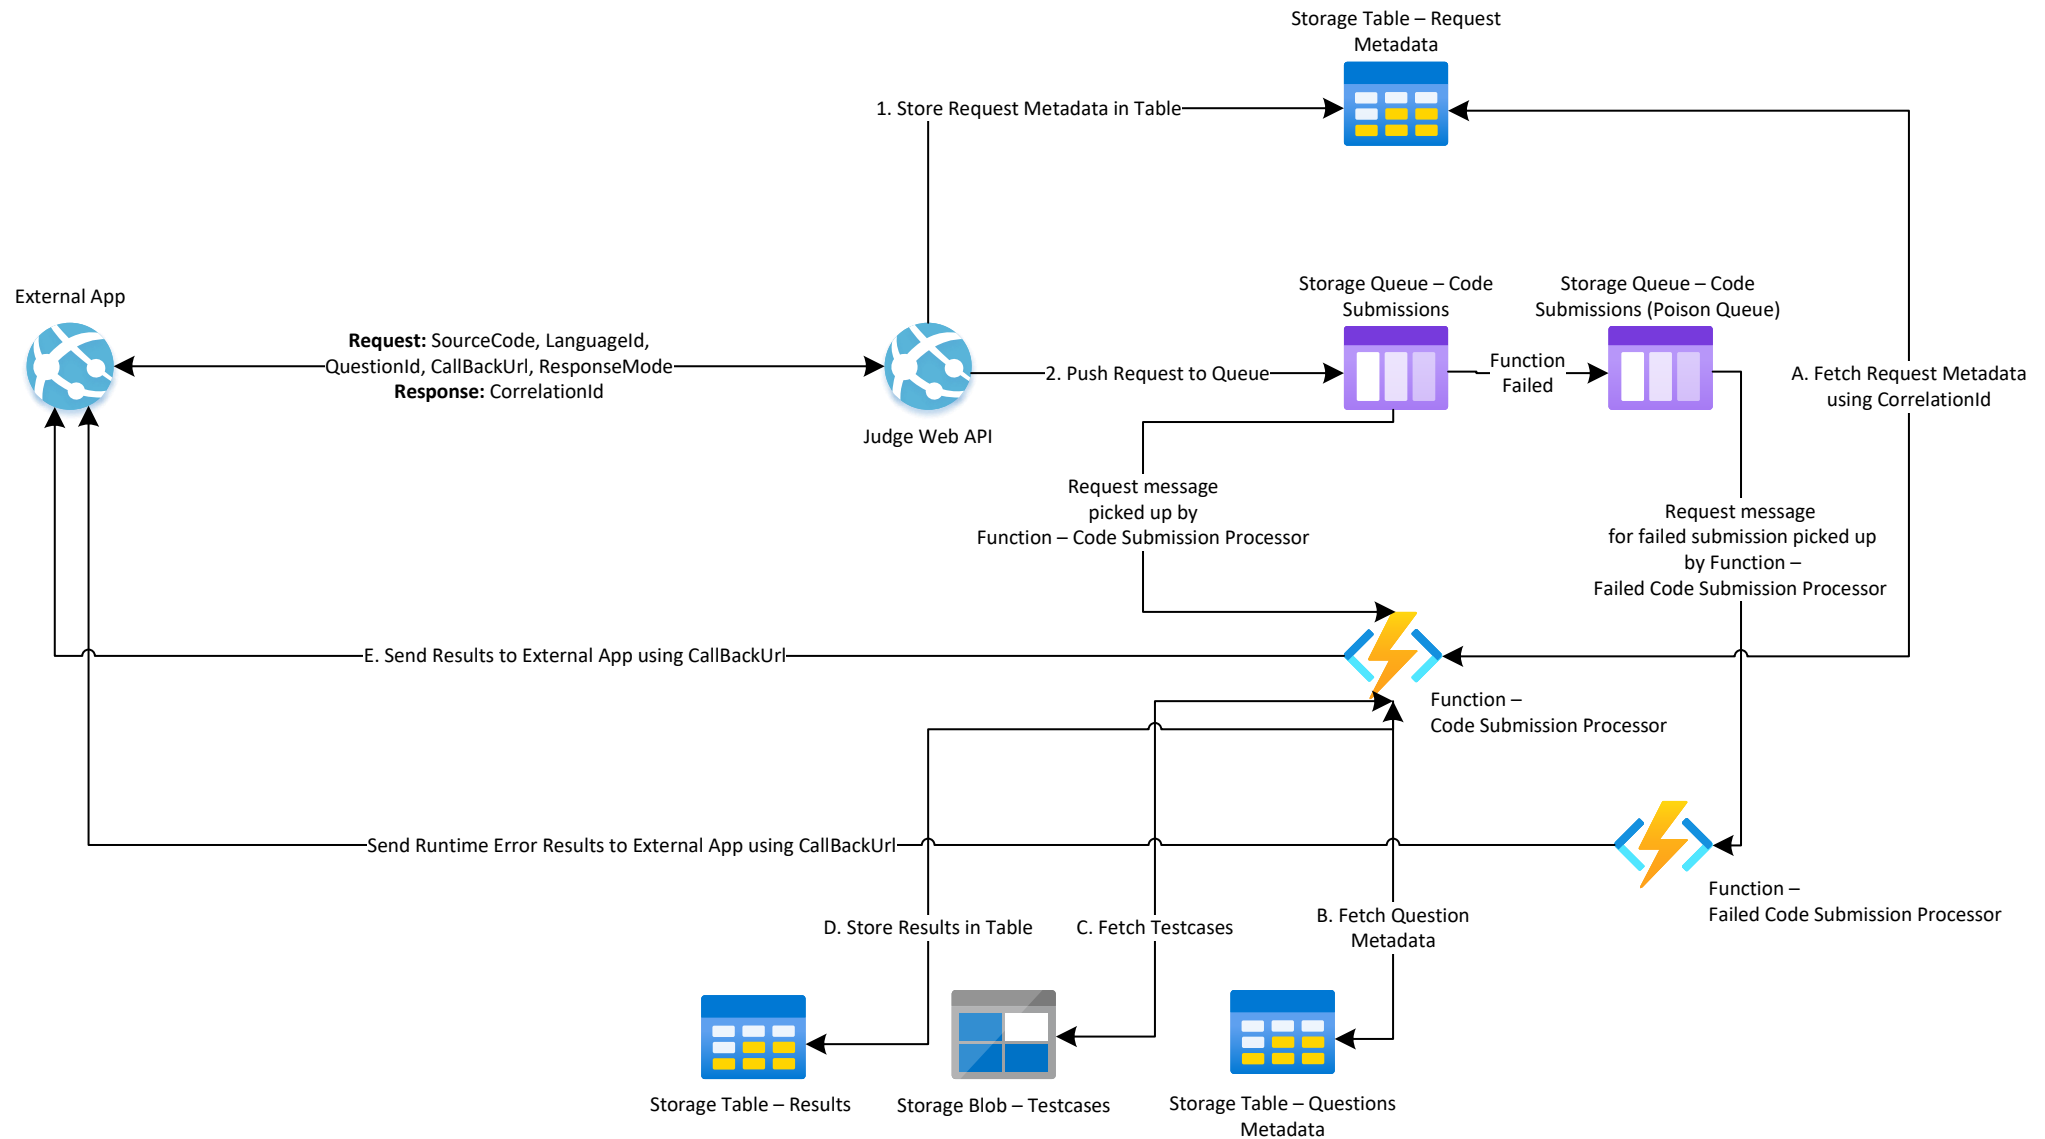 Storage Table – Request
Metadata
1. Store Request Metadata in Table
External App
Request: SourceCode, LanguageId,
QuestionId, CallBackUrl, ResponseMode
Response: CorrelationId
Judge Web API
2. Push Request to Queue
Storage Queue – Code
Submissions
Function
Failed
Storage Queue – Code
Submissions (Poison Queue)
A. Fetch Request Metadata
using CorrelationId
Request message
picked up by
Function – Code Submission Processor
Request message
for failed submission picked up
by Function –
Failed Code Submission Processor
E. Send Results to External App using CallBackUrl
Function –
Code Submission Processor
Send Runtime Error Results to External App using CallBackUrl
Function –
Failed Code Submission Processor
D. Store Results in Table
C. Fetch Testcases
B. Fetch Question
Metadata
Storage Table – Results
Storage Blob – Testcases
Storage Table – Questions
Metadata